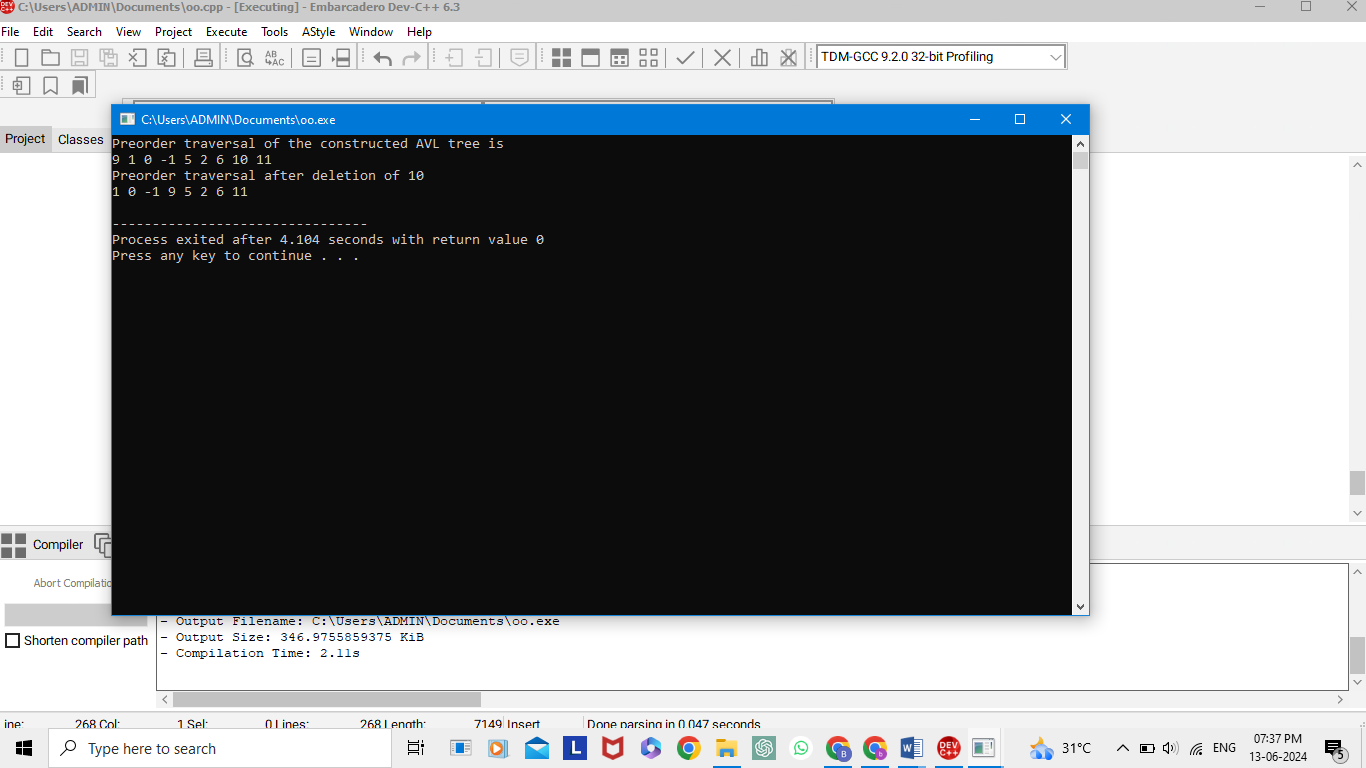 C:\Users\ADMIN\Documents\oo.cpp - [Executing] - Embarcadero Dev-C++ 6.3
File Edit Search View Project Execute Tools AStyle Window Help
TDM-GCC 9.2.0 32-bit Profiling
Project Classes
C:\Users\ADMIN\Documents\oo.exe
Preorder traversal of the constructed AVL tree is
9 1 0 -1 5 2 6 10 11
Preorder traversal after deletion of 10
1 0 -1 9 5 2 6 11
--------------------------------
Process exited after 4.104 seconds with return value 0
Press any key to continue . . .
Compiler
Abort Compilatio
- Output Filename: C:\Users\ADMIN\Documents\oo.exe
Shorten compiler path
- Output Size: 346.9755859375 KiB
- Compilation Time: 2.11s
ine: 268 Col: 1 Sel: 0 Lines: 268 Length: 7149 Insert Done parsing in 0.047 seconds
Type here to search
31°C
ENG
07:37 PM
13-06-2024
5